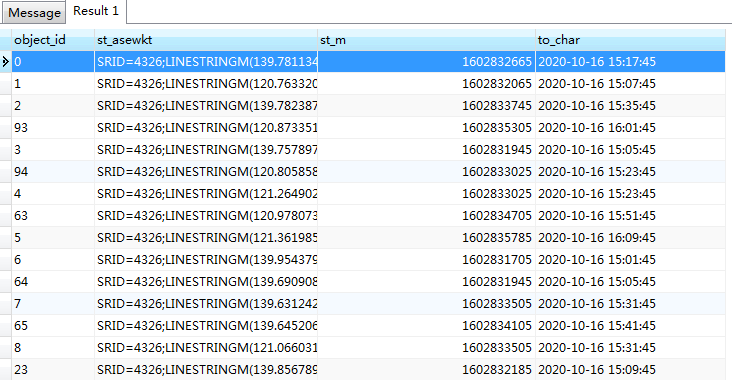 Message Result 1
object_id st_asewkt st_m to_char
0 SRID=4326;LINESTRINGM(139.781134 1602832665 2020-10-16 15:17:45
1 SRID=4326;LINESTRINGM(120.763320 1602832065 2020-10-16 15:07:45
2 SRID=4326;LINESTRINGM(139.782387 1602833745 2020-10-16 15:35:45
93 SRID=4326;LINESTRINGM(120.873351 1602835305 2020-10-16 16:01:45
3 SRID=4326;LINESTRINGM(139.757897 1602831945 2020-10-16 15:05:45
94 SRID=4326;LINESTRINGM(120.805858 1602833025 2020-10-16 15:23:45
4 SRID=4326;LINESTRINGM(121.264902 1602833025 2020-10-16 15:23:45
63 SRID=4326;LINESTRINGM(120.978073 1602834705 2020-10-16 15:51:45
5 SRID=4326;LINESTRINGM(121.361985 1602835785 2020-10-16 16:09:45
6 SRID=4326;LINESTRINGM(139.954379 1602831705 2020-10-16 15:01:45
64 SRID=4326;LINESTRINGM(139.690908 1602831945 2020-10-16 15:05:45
7 SRID=4326;LINESTRINGM(139.631242 1602833505 2020-10-16 15:31:45
65 SRID=4326;LINESTRINGM(139.645206 1602834105 2020-10-16 15:41:45
8 SRID=4326;LINESTRINGM(121.066031 1602833505 2020-10-16 15:31:45
23 SRID=4326;LINESTRINGM(139.856789 1602832185 2020-10-16 15:09:45